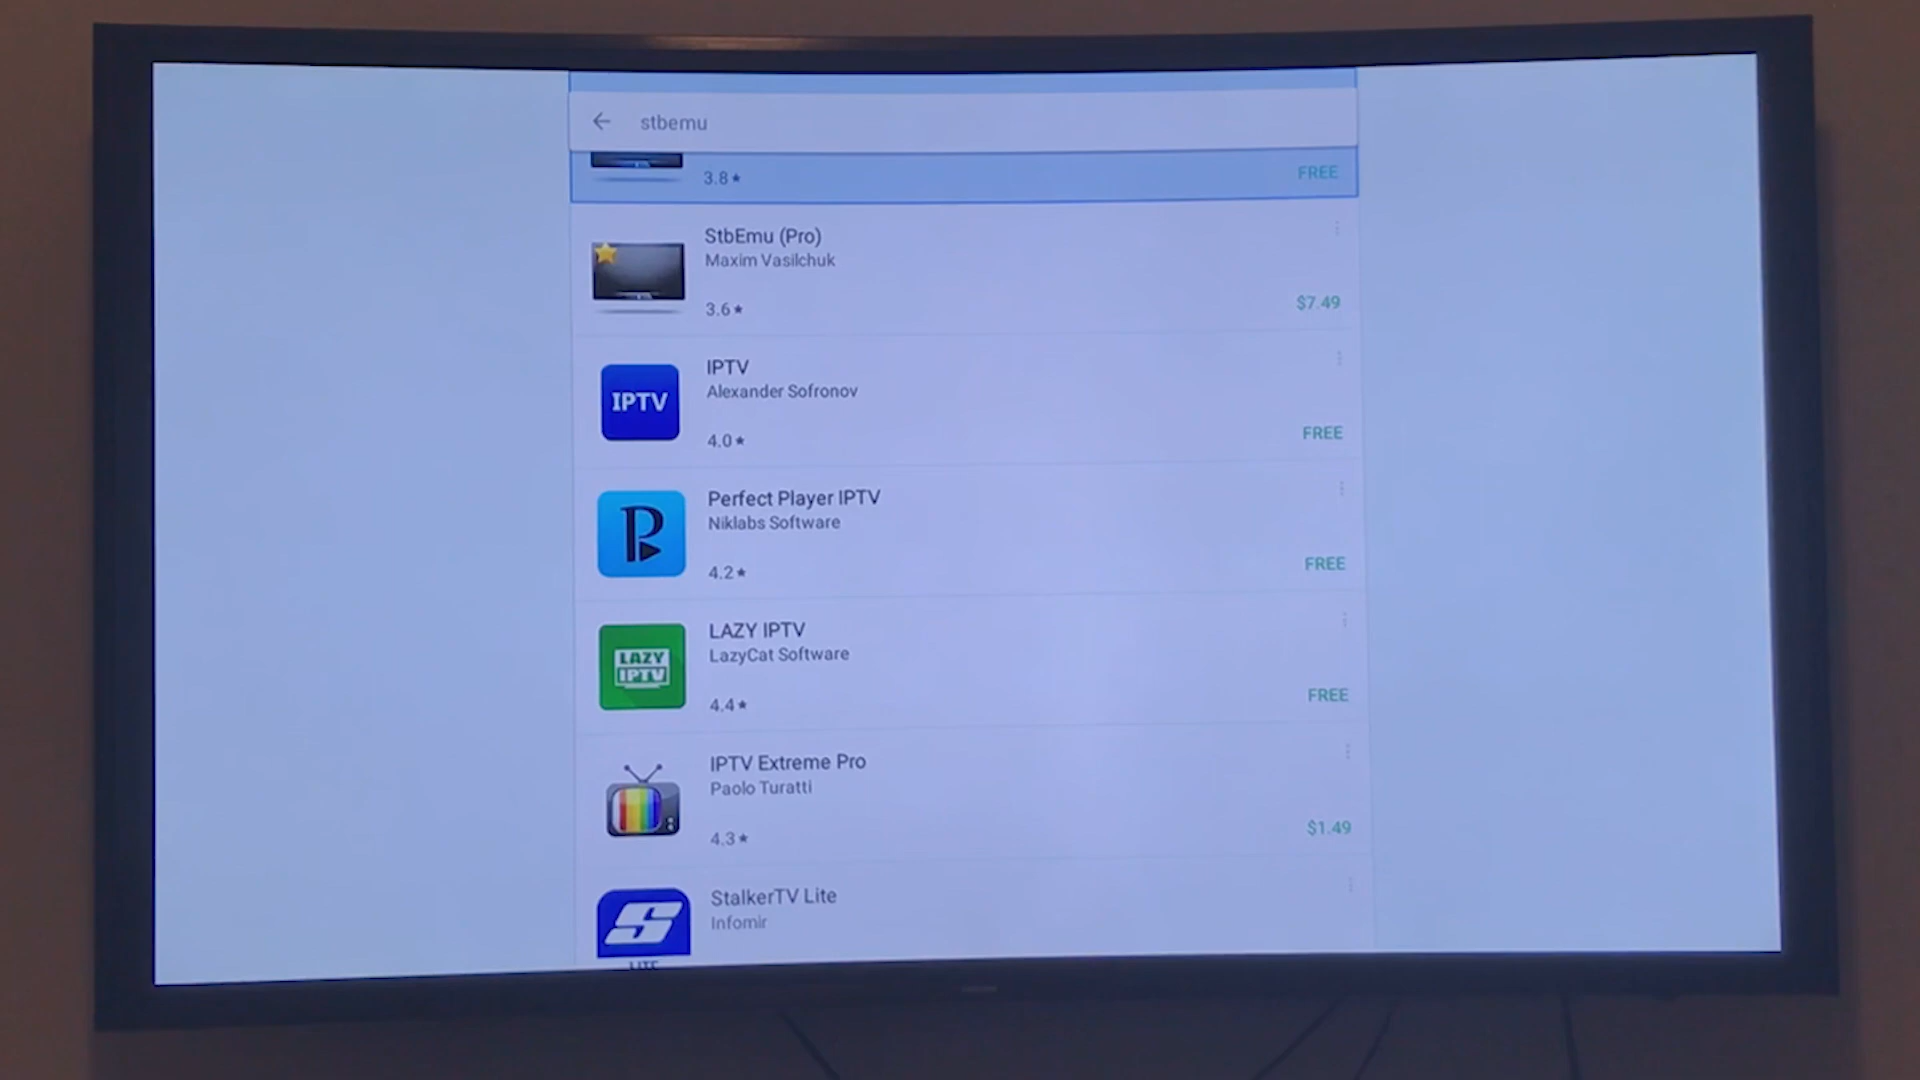 stbemu
3.8★
FREE
StbEmu (Pro)
Maxim Vasilchuk
3.6★
$7.49
IPTV
IPTV
Alexander Sofronov
4.0★
FREE
Perfect Player IPTV
Niklabs Software
4.2★
FREE
LAZY
IPTV
LAZY IPTV
LazyCat Software
4.4★
FREE
IPTV Extreme Pro
Paolo Turatti
4.3★
$1.49
StalkerTV Lite
Infomir
LITE